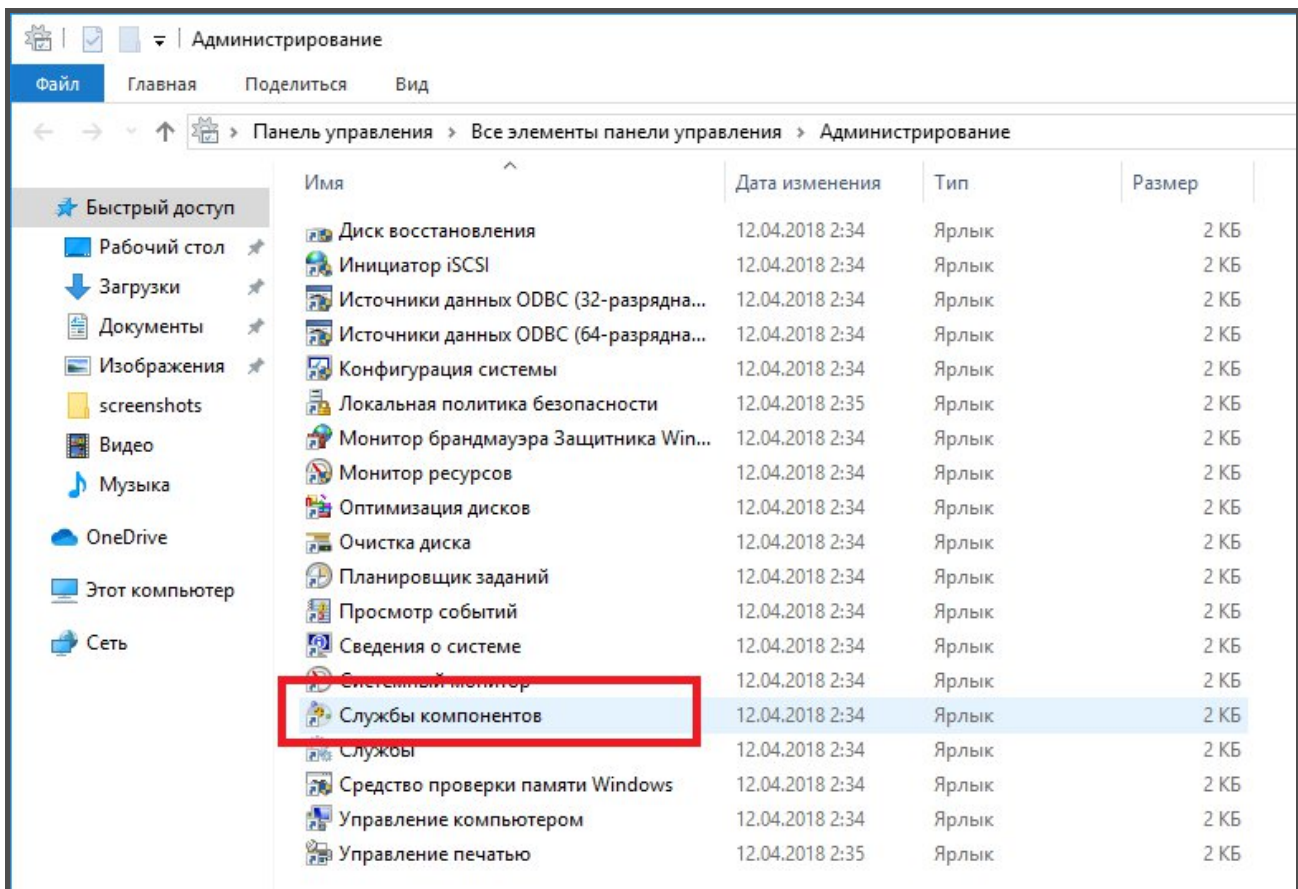 Администрирование
Файл Главная Поделиться Вид
Панель управления > Все элементы панели управления > Администрирование
Имя Дата изменения Тип Размер
Быстрый доступ
Рабочий стол
Загрузки
Документы
Изображения
screenshots
Видео
Музыка
OneDrive
Этот компьютер
Сеть
Диск восстановления 12.04.2018 2:34 Ярлык 2 КБ
Инициатор iSCSI 12.04.2018 2:34 Ярлык 2 КБ
Источники данных ODBC (32-разрядна... 12.04.2018 2:34 Ярлык 2 КБ
Источники данных ODBC (64-разрядна... 12.04.2018 2:34 Ярлык 2 КБ
Конфигурация системы 12.04.2018 2:34 Ярлык 2 КБ
Локальная политика безопасности 12.04.2018 2:35 Ярлык 2 КБ
Монитор брандмауэра Защитника Win... 12.04.2018 2:34 Ярлык 2 КБ
Монитор ресурсов 12.04.2018 2:34 Ярлык 2 КБ
Оптимизация дисков 12.04.2018 2:34 Ярлык 2 КБ
Очистка диска 12.04.2018 2:34 Ярлык 2 КБ
Планировщик заданий 12.04.2018 2:34 Ярлык 2 КБ
Просмотр событий 12.04.2018 2:34 Ярлык 2 КБ
Сведения о системе 12.04.2018 2:34 Ярлык 2 КБ
Системный монитор 12.04.2018 2:34 Ярлык 2 КБ
Службы компонентов 12.04.2018 2:34 Ярлык 2 КБ
Службы 12.04.2018 2:34 Ярлык 2 КБ
Средство проверки памяти Windows 12.04.2018 2:34 Ярлык 2 КБ
Управление компьютером 12.04.2018 2:34 Ярлык 2 КБ
Управление печатью 12.04.2018 2:35 Ярлык 2 КБ